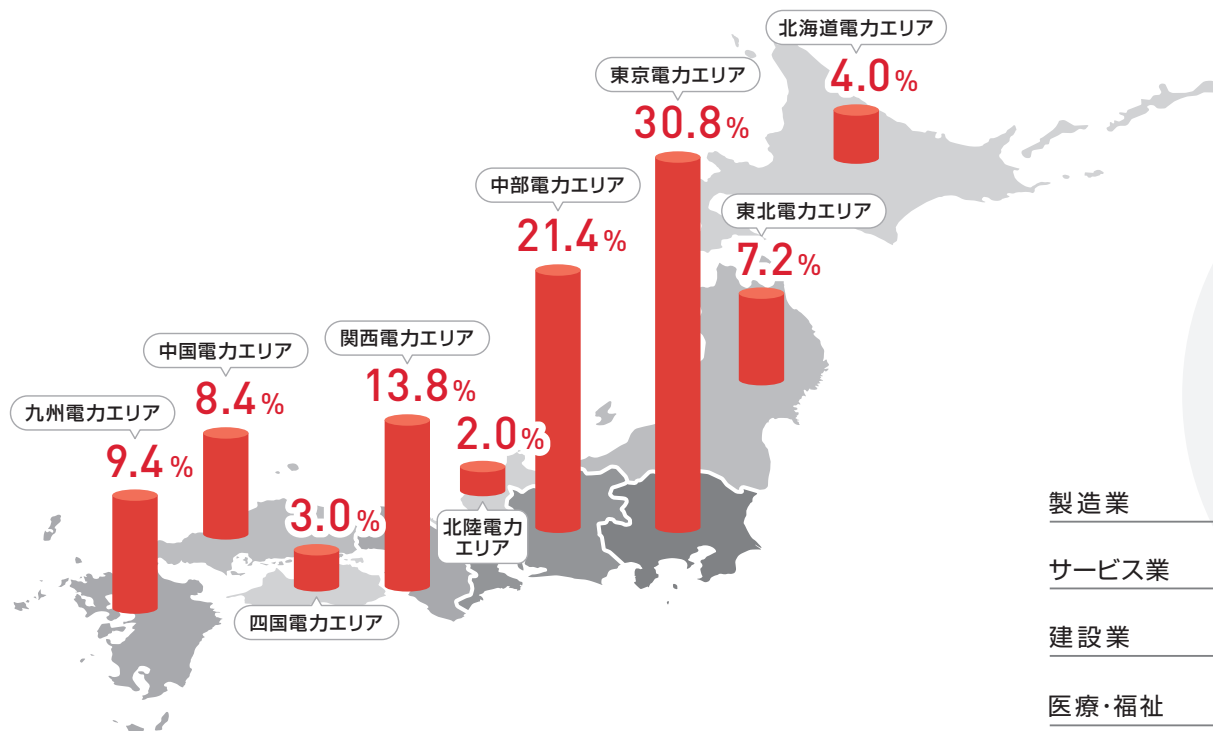 北海道電力エリア
4.0%
東京電力エリア
30.8%
中部電力エリア
21.4%
東北電力エリア
7.2%
関西電力エリア
13.8%
中国電力エリア
8.4%
九州電力エリア
9.4%
2.0%
北陸電力
エリア
3.0%
四国電力エリア
製造業
サービス業
建設業
医療・福祉